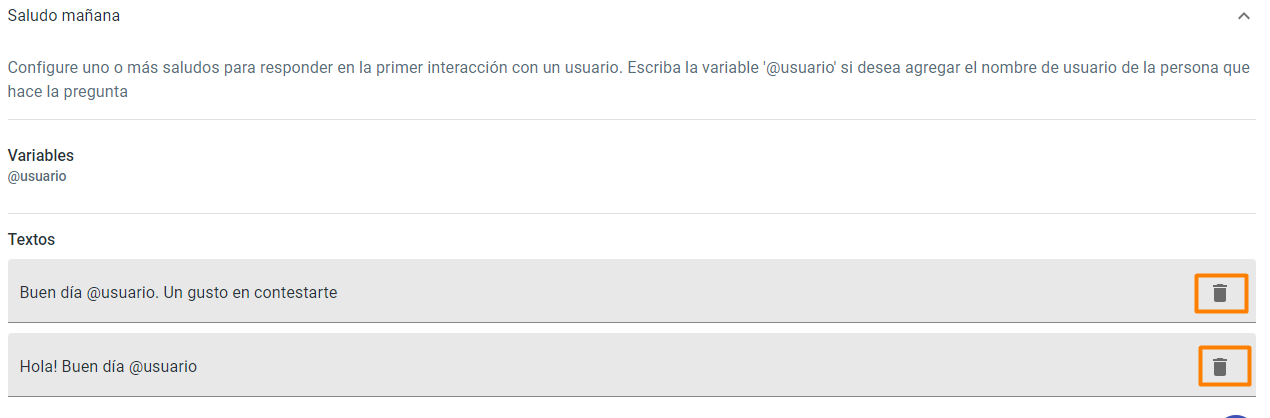 Saludo mañana
Configure uno o más saludos para responder en la primer interacción con un usuario. Escriba la variable '@usuario' si desea agregar el nombre de usuario de la persona que
hace la pregunta
Variables
@usuario
Textos
Buen día @usuario. Un gusto en contestarte
Hola! Buen día @usuario